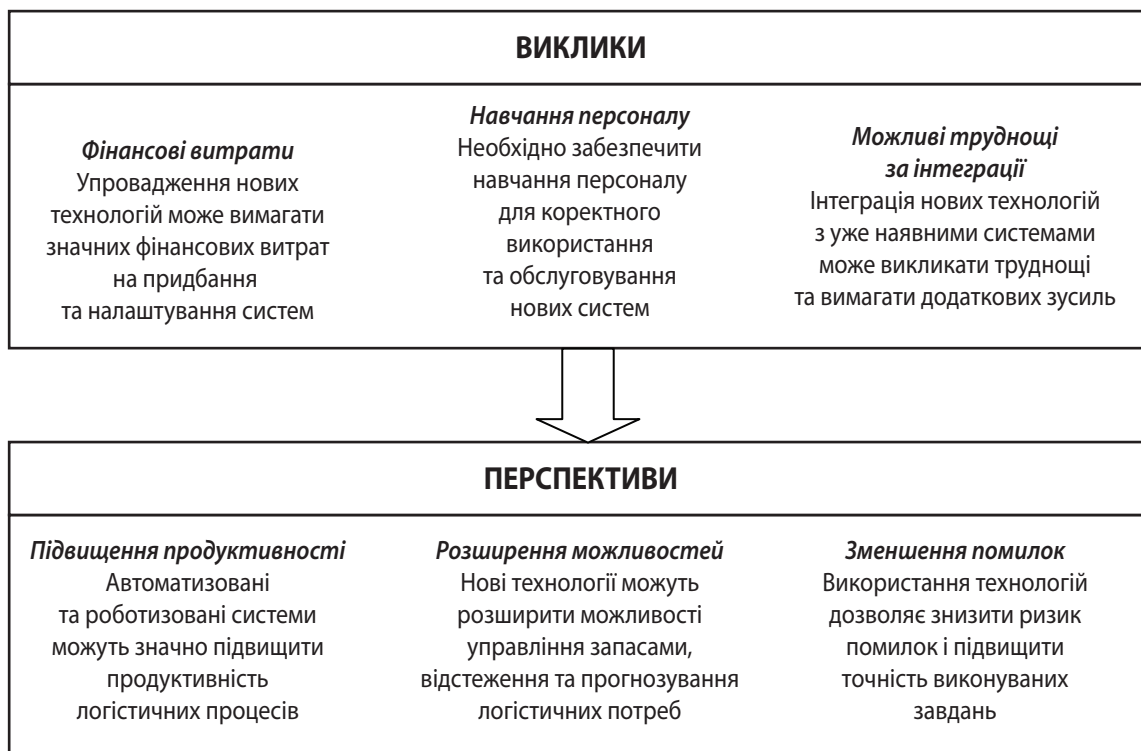 ВИКЛИКИ
Фінансові витрати
Упровадження нових
технологій може вимагати
значних фінансових витрат
на придбання
та налаштування систем
Навчання персоналу
Необхідно забезпечити
навчання персоналу
для коректного
використання
та обслуговування
нових систем
Можливі труднощі
за інтеграції
Інтеграція нових технологій
з уже наявними системами
може викликати труднощі
та вимагати додаткових зусиль
ПЕРСПЕКТИВИ
Підвищення продуктивності
Автоматизовані
та роботизовані системи
можуть значно підвищити
продуктивність
логістичних процесів
Розширення можливостей
Нові технології можуть
розширити можливості
управління запасами,
відстеження та прогнозування
логістичних потреб
Зменшення помилок
Використання технологій
дозволяє знизити ризик
помилок і підвищити
точність виконуваних
завдань